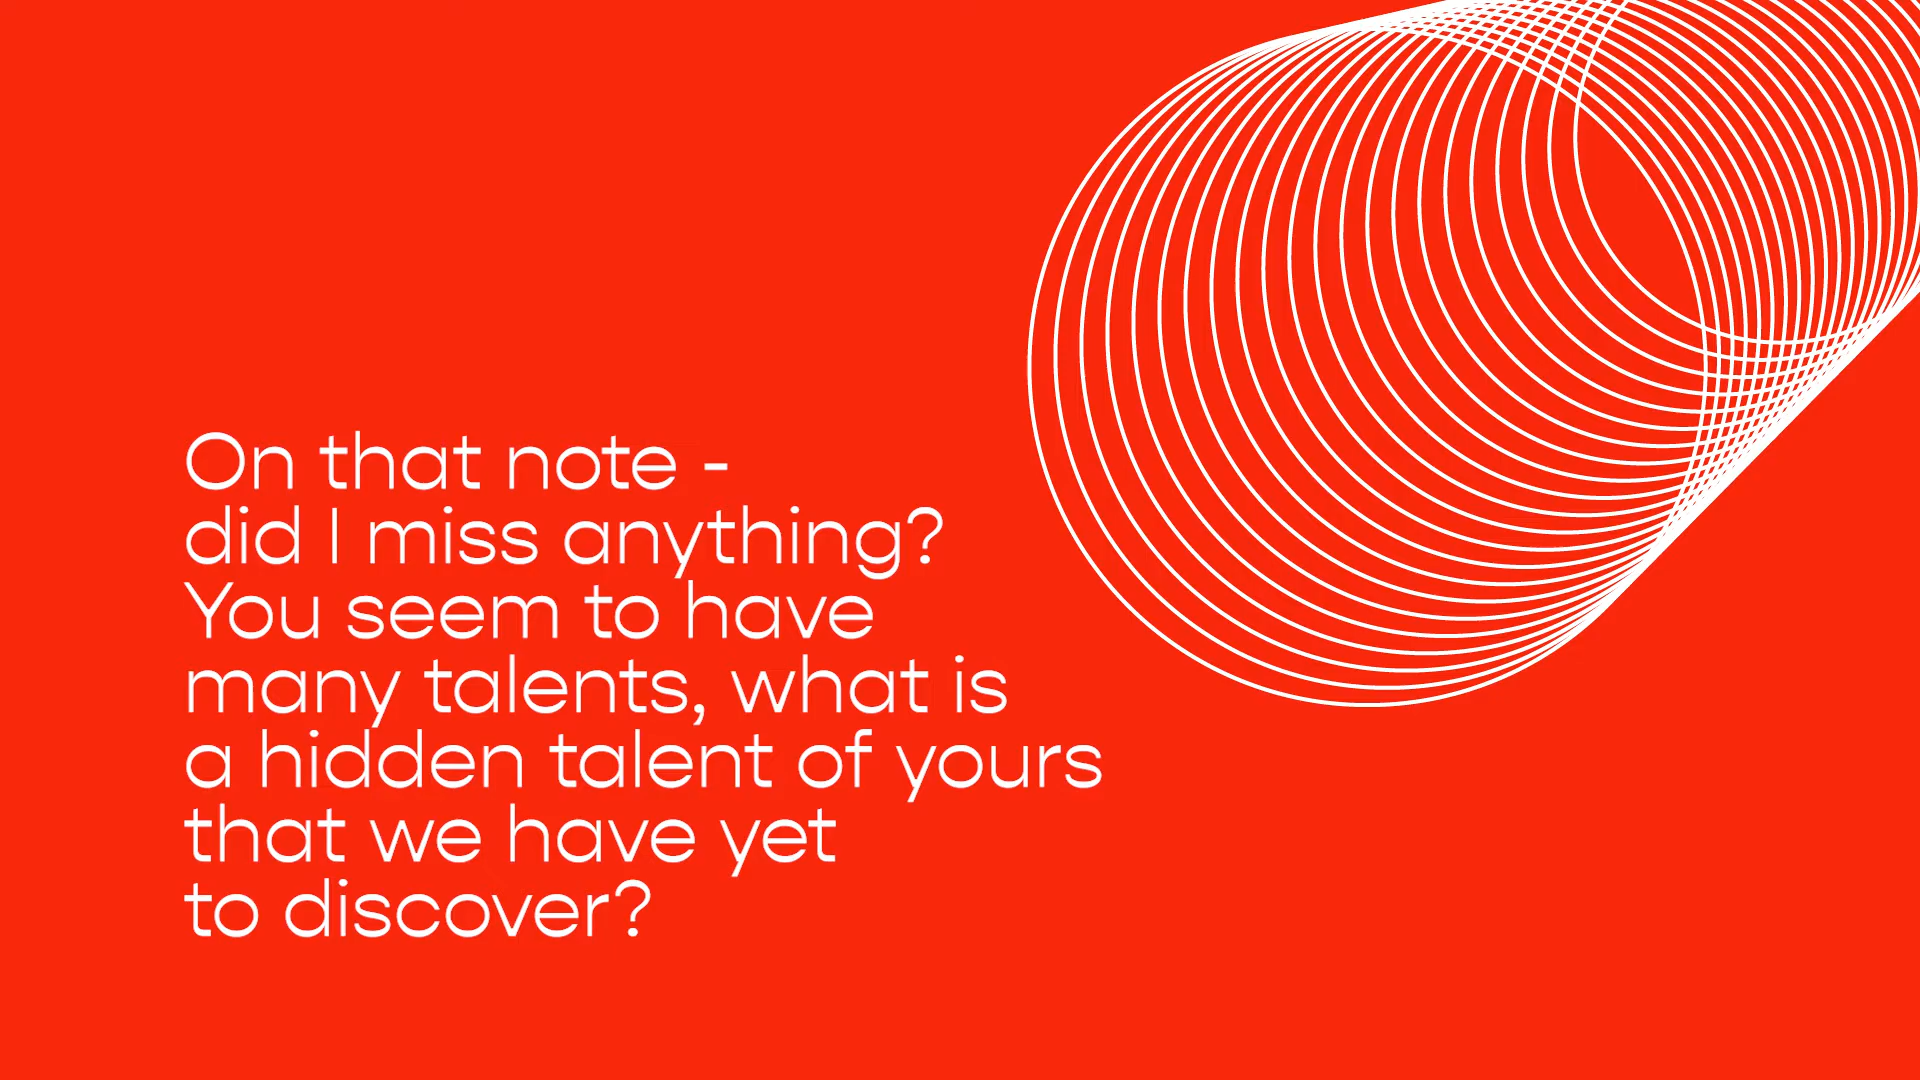 On that note -
did I miss anything?
You seem to have
many talents, what is
a hidden talent of yours
that we have yet
to discover?